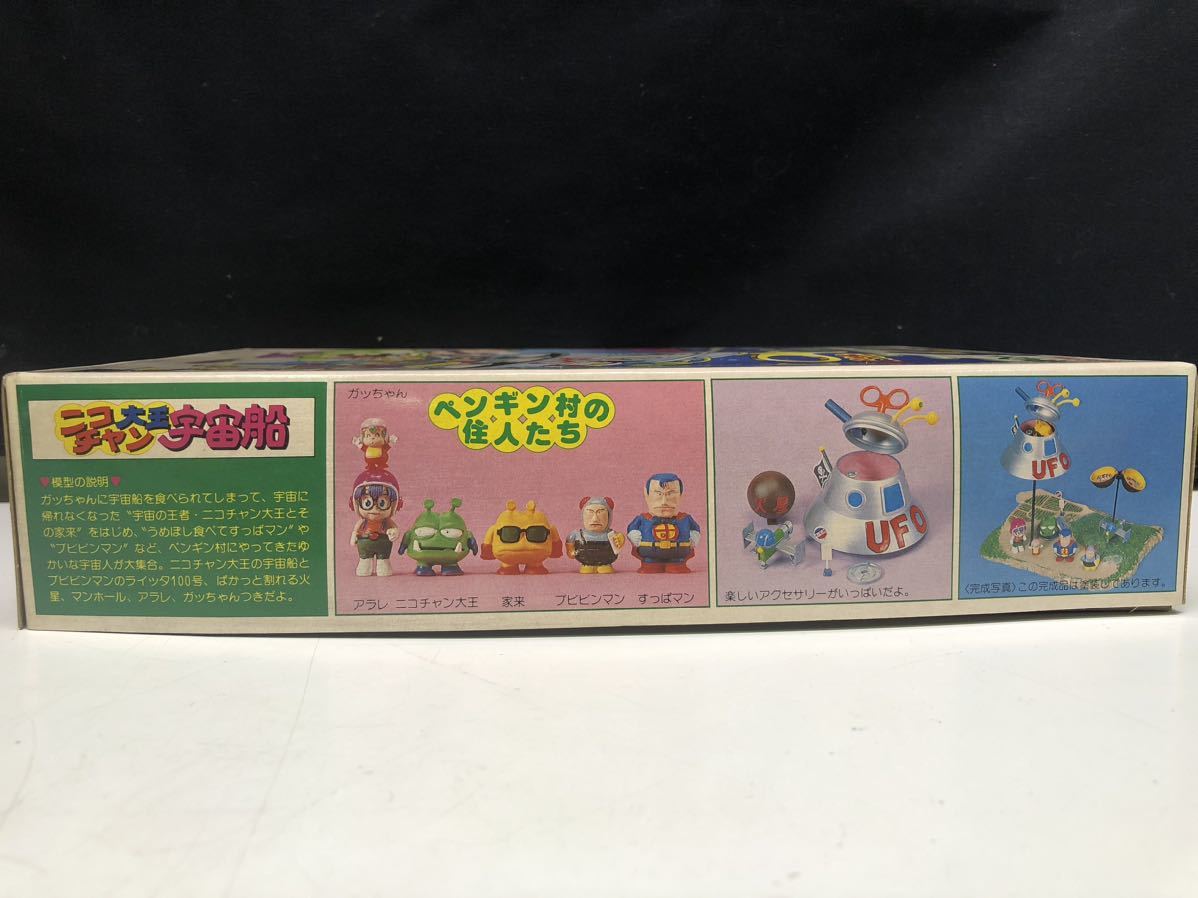 ニコチャン大王宇宙船
♥模型の説明♥
ガッちゃんに宇宙船を食べられてしまって、宇宙に
帰れなくなった“宇宙の王者・ニコチャン大王とそ
の家来”をはじめ、“うめぼし食べてすっぱマン”や
“ブビビンマン”など、ペンギン村にやってきたゆ
かいな宇宙人が大集合。ニコチャン大王の宇宙船と
ブビビンマンのライッタ100号、ぱかっと割れる火
星、マンホール、アラレ、ガッちゃんつきだよ。
ガッちゃん
ペンギン村の
住人たち
アラレ ニコチャン大王 家来 ブビビンマン すっぱマン
UFO
楽しいアクセサリーがいっぱいだよ。
UFO
〈完成写真〉この完成品は塗装してあります。